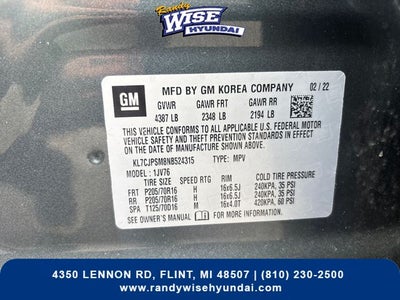 Randy
WISE
HYUNDAI
GM
MFD BY GM KOREA COMPANY 02/22
GVWR GAWR FRT GAWR RR
4387 LB 2348 LB 2194 LB
THIS VEHICLE CONFORMS TO ALL APPLICABLE U.S. FEDERAL MOTOR
VEHICLE SAFETY AND THEFT PREVENTION STANDARDS IN EFFECT
ON THE DATE OF MANUFACTURE SHOWN ABOVE.
KL7CJPSM8NB524315 TYPE: MPV
MODEL: 1JV76
TIRE SIZE SPEED RTG RIM COLD TIRE PRESSURE
FRT P205/70R16 H 16x6.5J 240KPA, 35 PSI
RR P205/70R16 H 16x6.5J 240KPA, 35 PSI
SPA T125/70D16 M 16x4.0T 420KPA, 60 PSI
SEE OWNER'S MANUAL FOR MORE INFORMATION.
4350 LENNON RD, FLINT, MI 48507 | (810) 230-2500
www.randywisehyundai.com